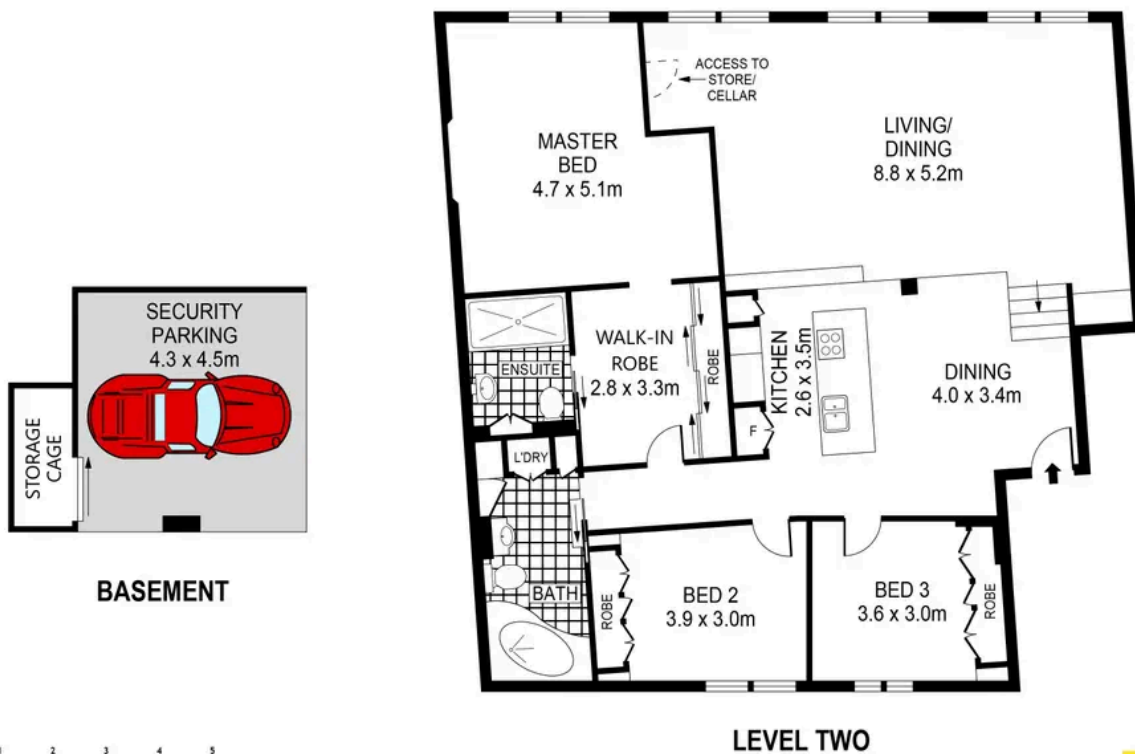 ACCESS TO
STORE/
CELLAR
MASTER
BED
4.7 x 5.1m
LIVING/
DINING
8.8 x 5.2m
SECURITY
PARKING
4.3 x 4.5m
STORAGE
CAGE
BASEMENT
ENSUITE
WALK-IN
ROBE
2.8 x 3.3m
ROBE
KITCHEN
2.6 x 3.5m
F
DINING
4.0 x 3.4m
L'DRY
BATH
ROBE
BED 2
3.9 x 3.0m
BED 3
3.6 x 3.0m
ROBE
LEVEL TWO
1 2 3 4 5